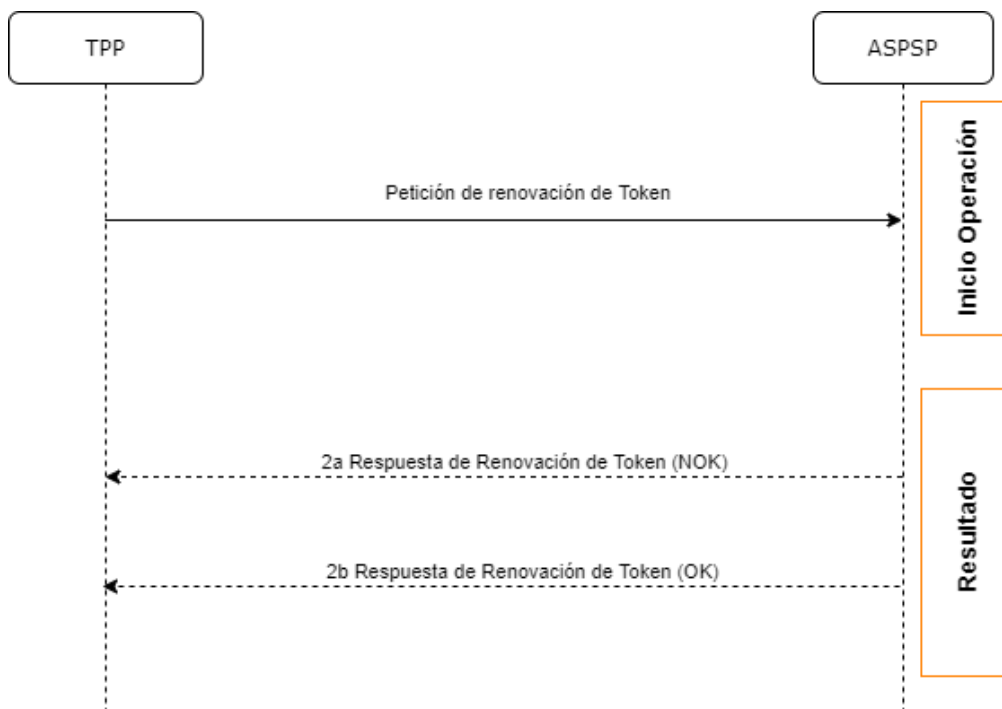 TPP
ASPSP
Inicio Operación
Petición de renovación de Token
2a Respuesta de Renovación de Token (NOK)
Resultado
2b Respuesta de Renovación de Token (OK)